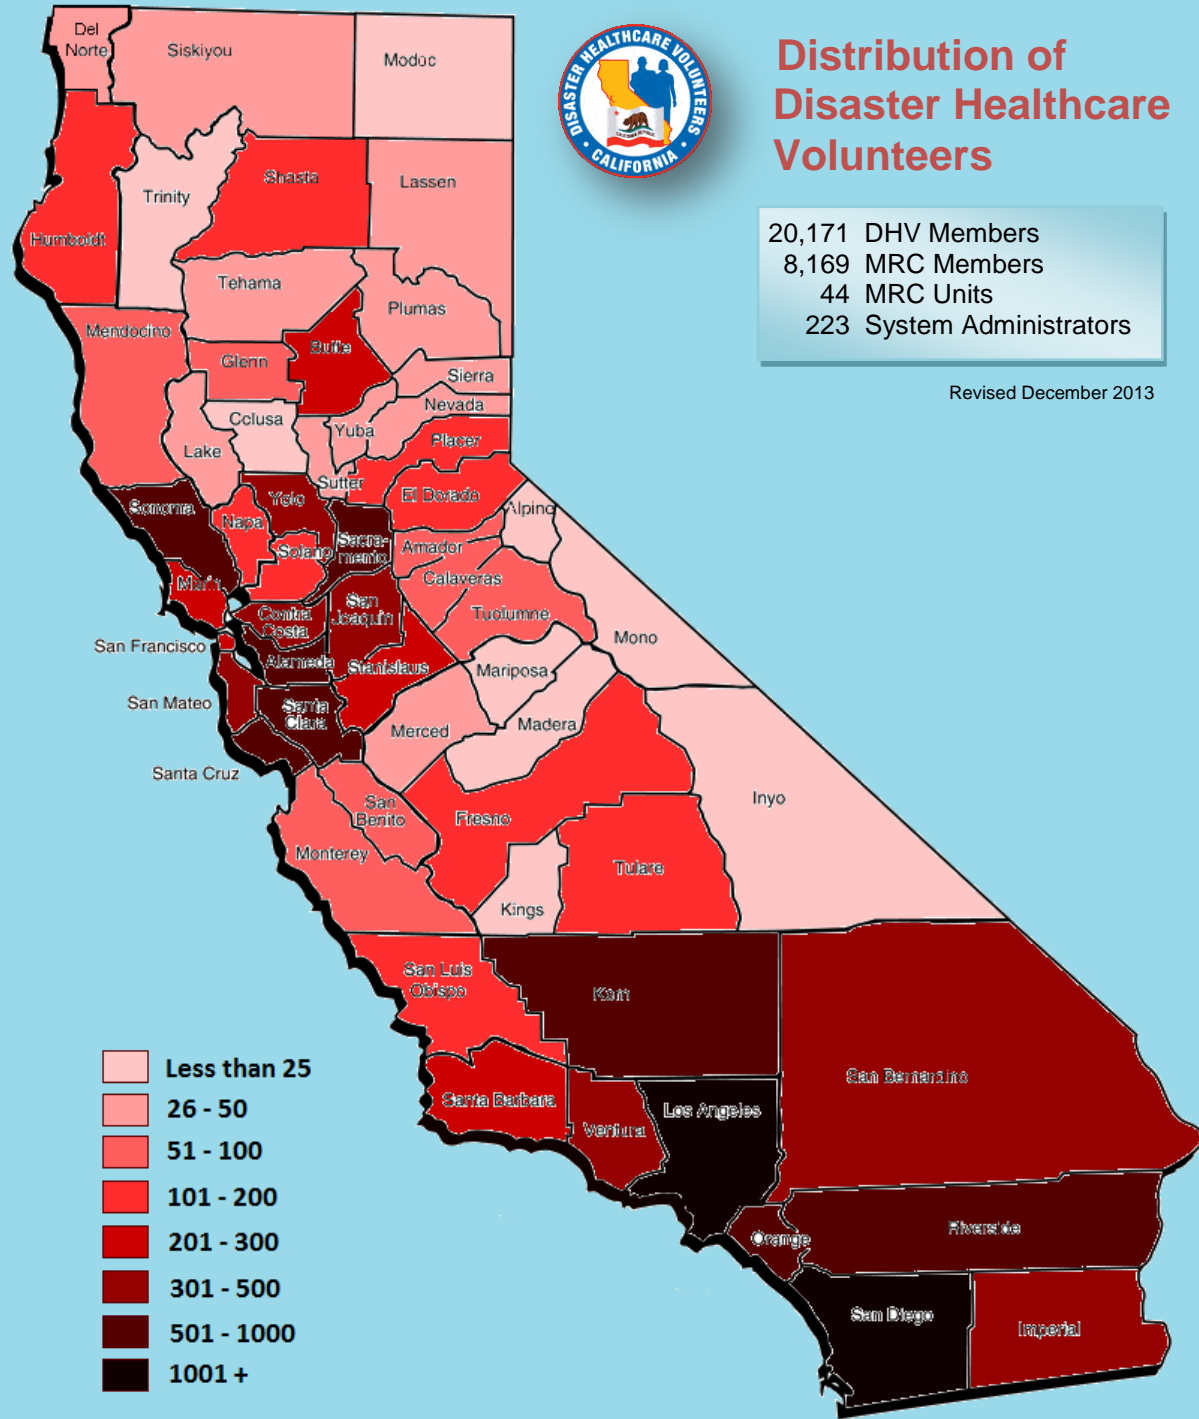 Distribution of
Disaster Healthcare
Volunteers
DISASTER HEALTHCARE VOLUNTEERS
• CALIFORNIA •
CALIFORNIA REPUBLIC
20,171 DHV Members
8,169 MRC Members
44 MRC Units
223 System Administrators
Revised December 2013
Del
Norte
Siskiyou
Modoc
Trinity
Shasta
Lassen
Humboldt
Tehama
Plumas
Mendocino
Glenn
Butte
Sierra
Nevada
Colusa
Yuba
Placer
Lake
Sutter
El Dorado
Sonoma
Yolo
Napa
Alpine
Solano
Sacra-
mento
Amador
Marin
Calaveras
Contra
Costa
San
Joaquin
Tuolumne
San Francisco
Alameda
Stanislaus
Mono
Mariposa
San Mateo
Santa
Clara
Merced
Madera
Santa Cruz
San
Benito
Fresno
Inyo
Monterey
Tulare
Kings
San Luis
Obispo
Kern
San Bernardino
Santa Barbara
Ventura
Los Angeles
Orange
Riverside
San Diego
Imperial
Less than 25
26 - 50
51 - 100
101 - 200
201 - 300
301 - 500
501 - 1000
1001 +